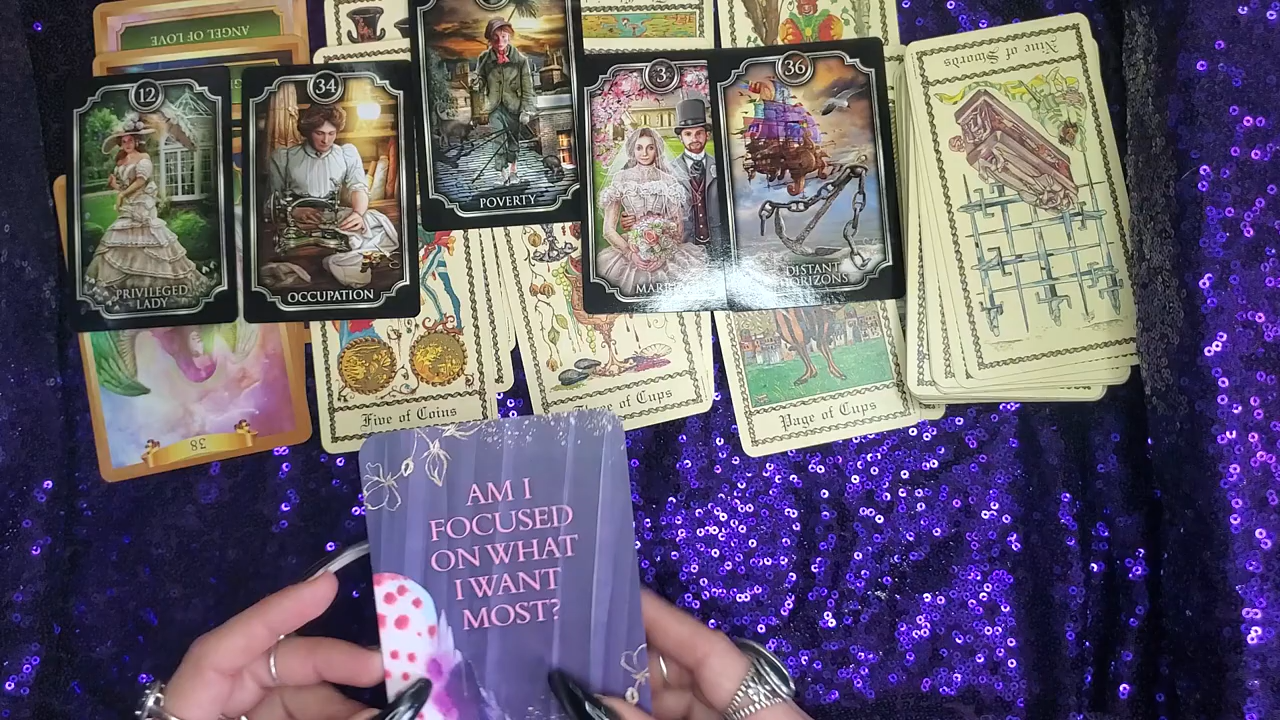 ANGEL OF LOVE
12
PRIVILEGED
LADY
34
OCCUPATION
POVERTY
3
36
DISTANT
HORIZONS
Nine of Swords
38
Five of Coins
of Cups
Page of Cups
AM I
FOCUSED
ON WHAT
I WANT
MOST?